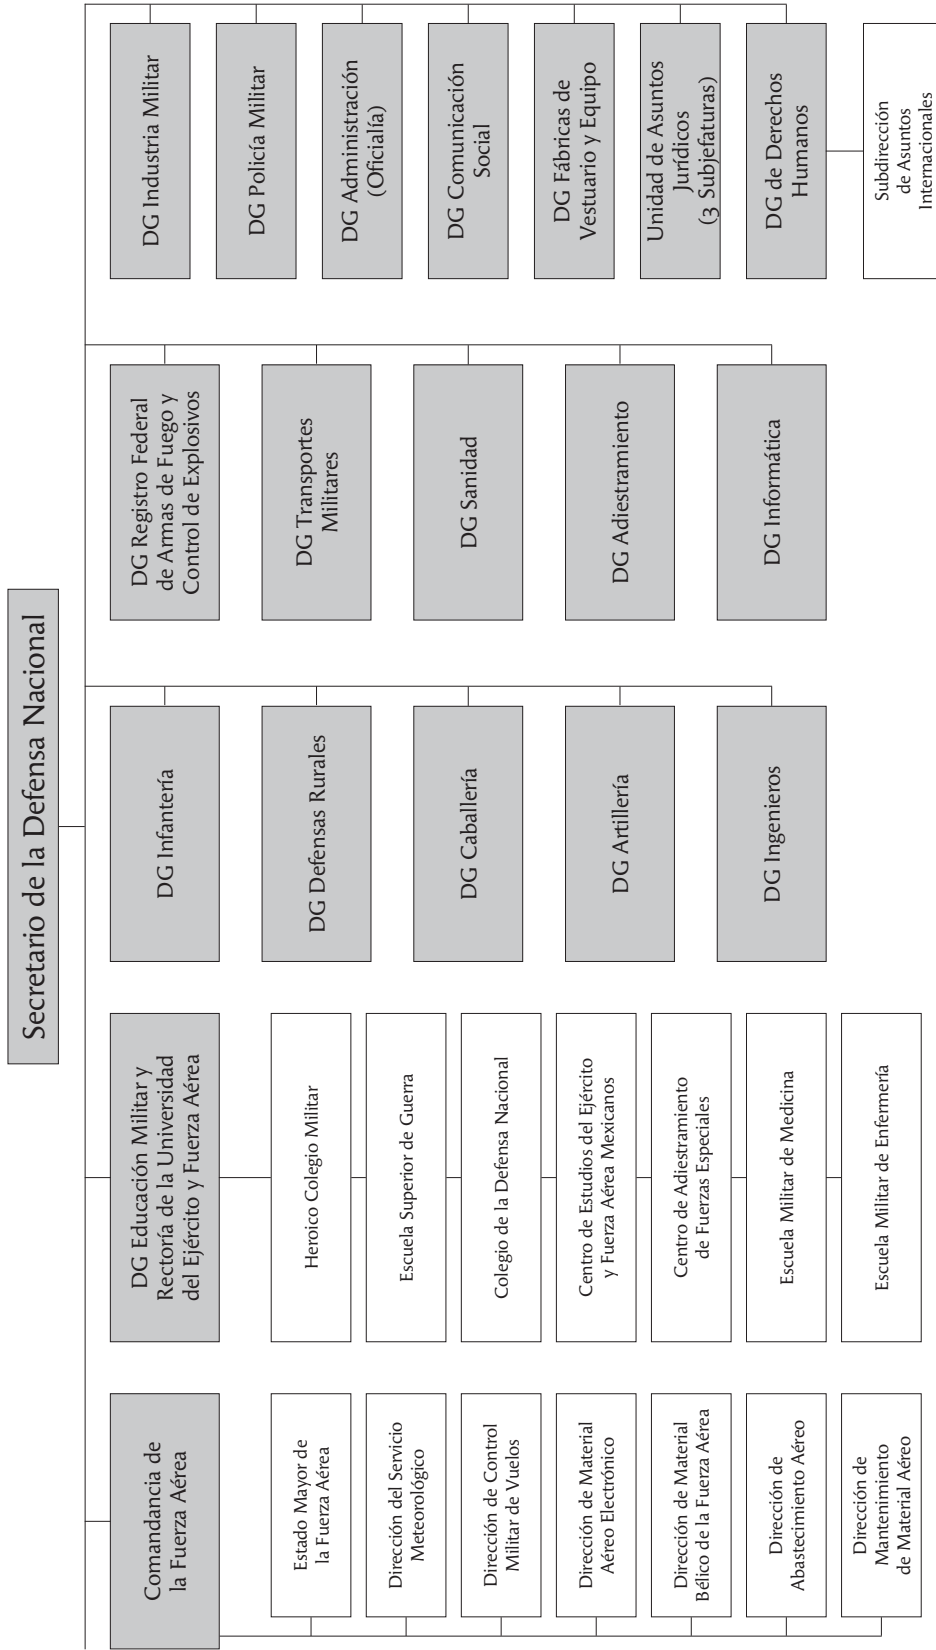 Secretario de la Defensa Nacional
Comandancia de
la Fuerza Aérea
Estado Mayor de
la Fuerza Aérea
Dirección del Servicio
Meteorológico
Dirección de Control
Militar de Vuelos
Dirección de Material
Aéreo Electrónico
Dirección de Material
Bélico de la Fuerza Aérea
Dirección de
Abastecimiento Aéreo
Dirección de
Mantenimiento
de Material Aéreo
DG Educación Militar y
Rectoría de la Universidad
del Ejército y Fuerza Aérea
Heroico Colegio Militar
Escuela Superior de Guerra
Colegio de la Defensa Nacional
Centro de Estudios del Ejército
y Fuerza Aérea Mexicanos
Centro de Adiestramiento
de Fuerzas Especiales
Escuela Militar de Medicina
Escuela Militar de Enfermería
DG Infantería
DG Defensas Rurales
DG Caballería
DG Artillería
DG Ingenieros
DG Registro Federal
de Armas de Fuego y
Control de Explosivos
DG Transportes
Militares
DG Sanidad
DG Adiestramiento
DG Informática
DG Industria Militar
DG Policía Militar
DG Administración
(Oficialía)
DG Comunicación
Social
DG Fábricas de
Vestuario y Equipo
Unidad de Asuntos
Jurídicos
(3 Subjefaturas)
DG de Derechos
Humanos
Subdirección
de Asuntos
Internacionales